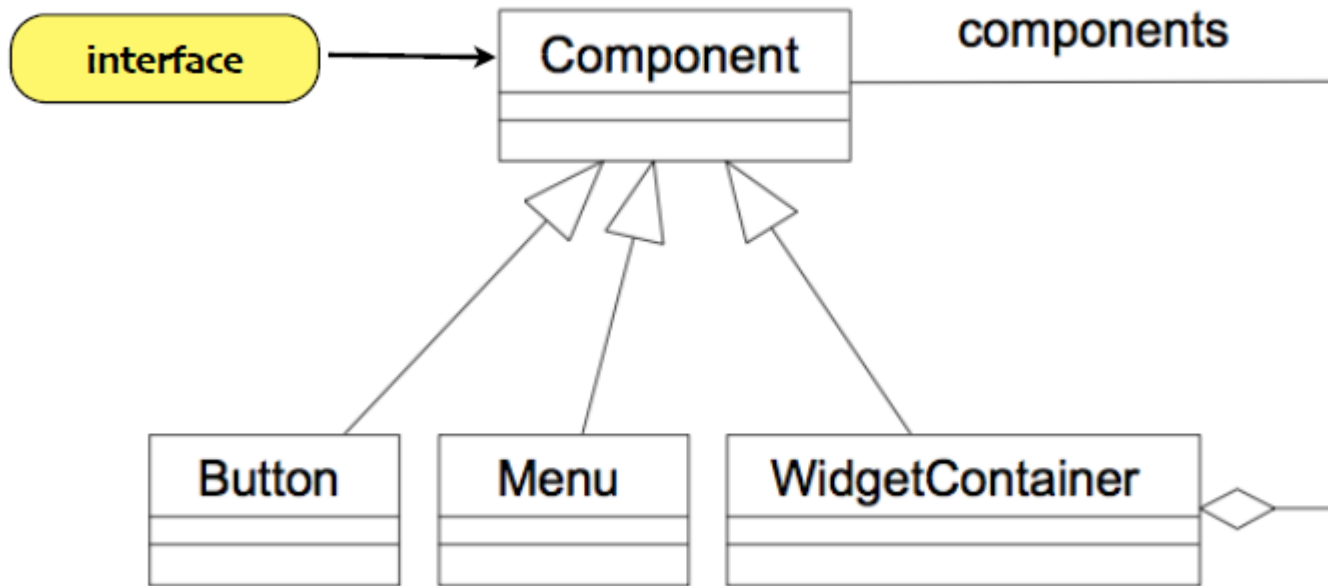 interface
Component
components
Button
Menu
WidgetContainer